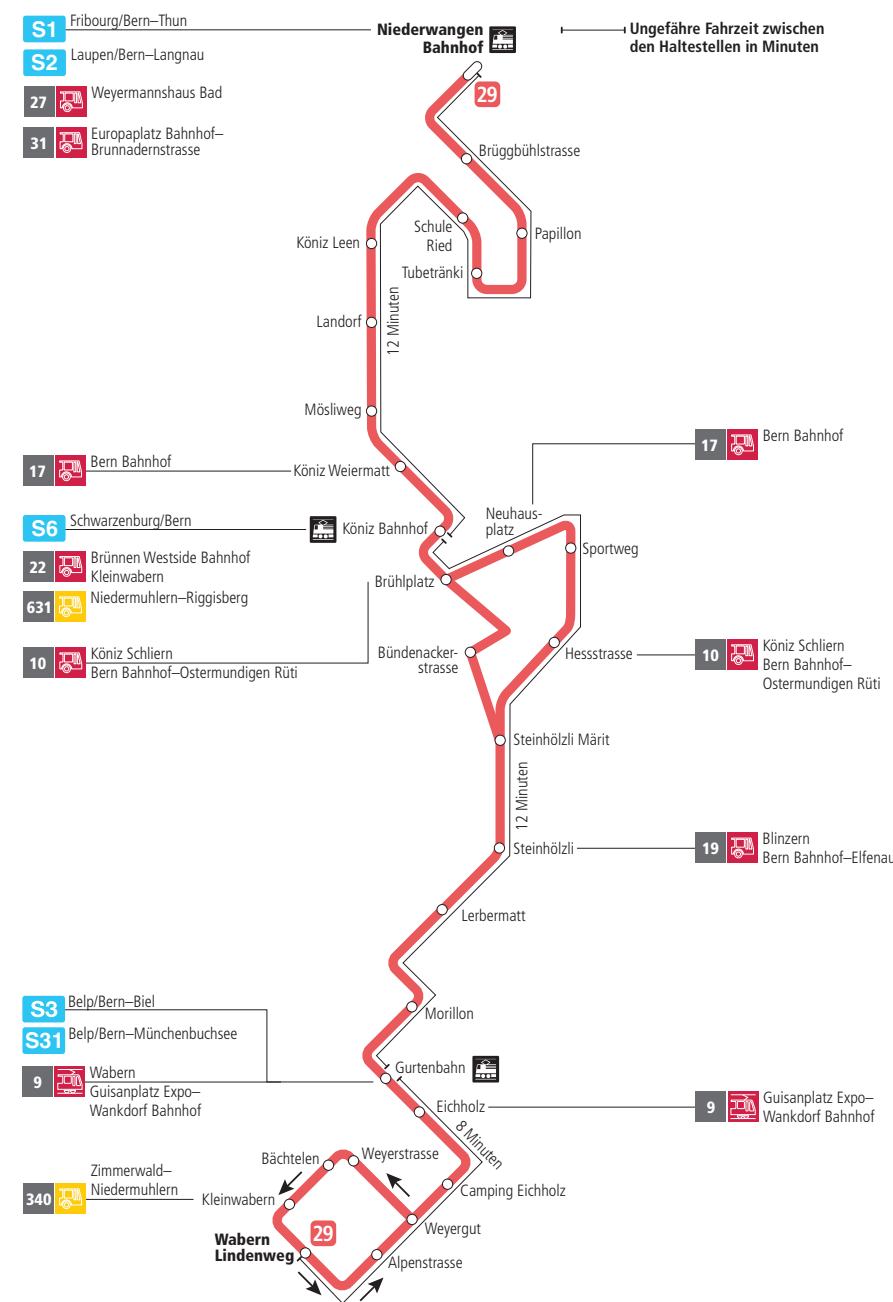 S1 Fribourg/Bern–Thun
S2 Laupen/Bern–Langnau
27 Weyermannshaus Bad
31 Europaplatz Bahnhof–
Brunnadernstrasse
Niederwangen
Bahnhof
Ungefähre Fahrzeit zwischen
den Haltestellen in Minuten
29
Brüggbühlstrasse
Papillon
Schule
Ried
Tubetränki
Köniz Leen
Landorf
12 Minuten
Mösliweg
17 Bern Bahnhof
Köniz Weiermatt
17 Bern Bahnhof
S6 Schwarzenburg/Bern
Köniz Bahnhof
22 Brünnen Westside Bahnhof
Kleinwabern
631 Niedermuhlern–Riggisberg
Neuhaus-
platz
Sportweg
Brühlplatz
10 Köniz Schliern
Bern Bahnhof–Ostermundigen Rüti
Bündenacker-
strasse
Hessstrasse
10 Köniz Schliern
Bern Bahnhof–
Ostermundigen Rüti
Steinhölzli Märit
12 Minuten
Steinhölzli
19 Blinzern
Bern Bahnhof–Elfenau
Lerbermatt
Morillon
S3 Belp/Bern–Biel
S31 Belp/Bern–Münchenbuchsee
9 Wabern
Guisanplatz Expo–
Wankdorf Bahnhof
Gurtenbahn
Eichholz
9 Guisanplatz Expo–
Wankdorf Bahnhof
8 Minuten
Bächtelen
Weyerstrasse
Camping Eichholz
340 Zimmerwald–
Niedermuhlern
Kleinwabern
Weyergut
Wabern
Lindenweg
29
Alpenstrasse